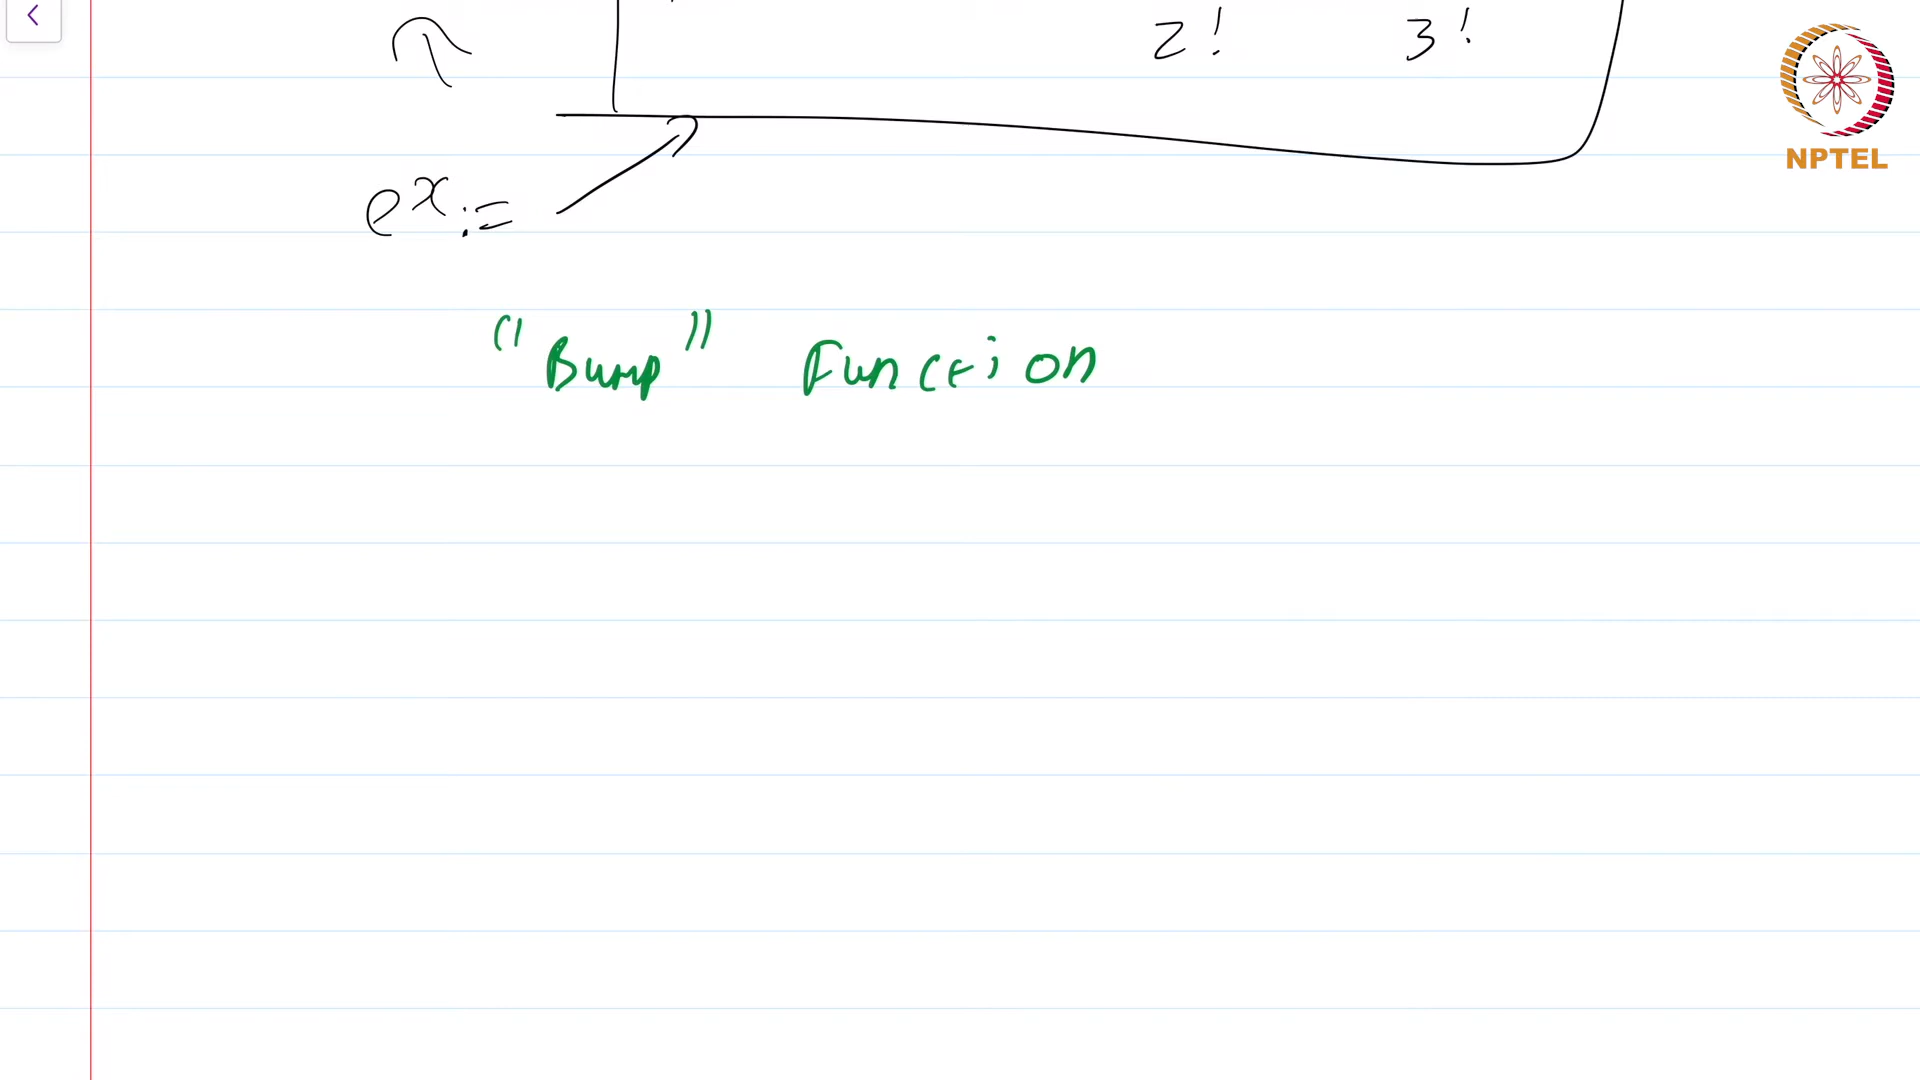 2! 3!
NPTEL
e^x :=
"Bump" Function